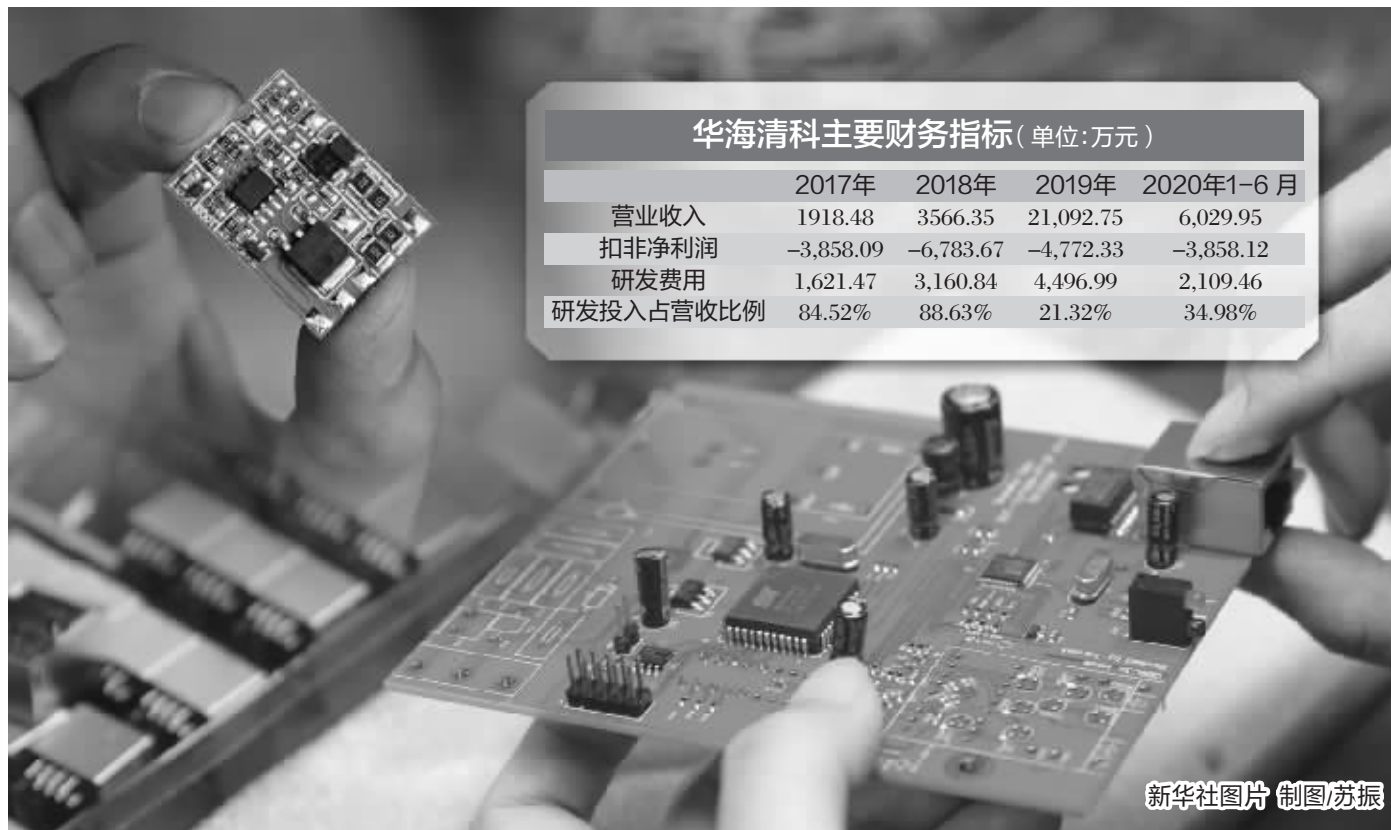 华海清科主要财务指标(单位:万元)
2017年 2018年 2019年 2020年1-6月
营业收入 1918.48 3566.35 21,092.75 6,029.95
扣非净利润 -3,858.09 -6,783.67 -4,772.33 -3,858.12
研发费用 1,621.47 3,160.84 4,496.99 2,109.46
研发投入占营收比例 84.52% 88.63% 21.32% 34.98%
新华社图片 制图/苏振